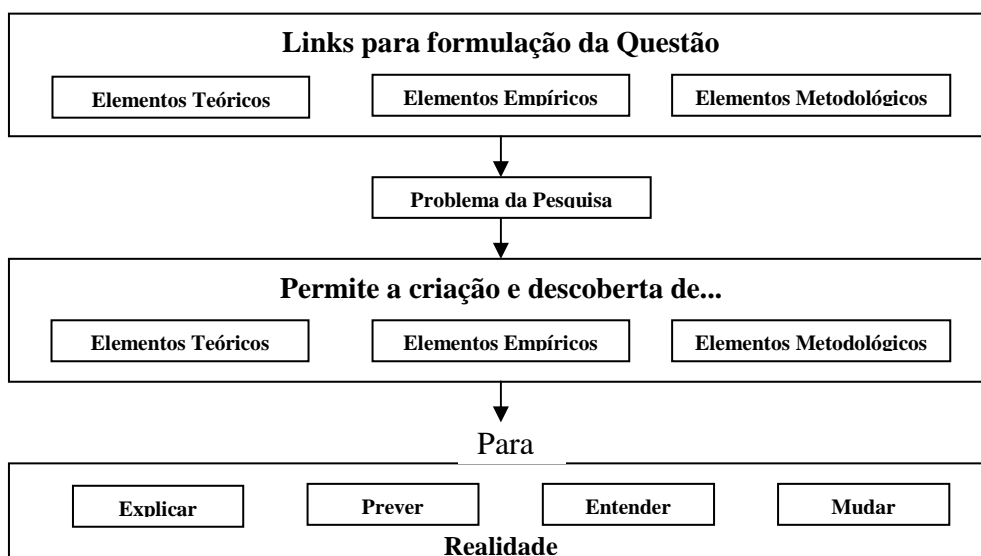 Links para formulação da Questão
Elementos Teóricos
Elementos Empíricos
Elementos Metodológicos
Problema da Pesquisa
Permite a criação e descoberta de...
Elementos Teóricos
Elementos Empíricos
Elementos Metodológicos
Para
Explicar
Prever
Entender
Mudar
Realidade